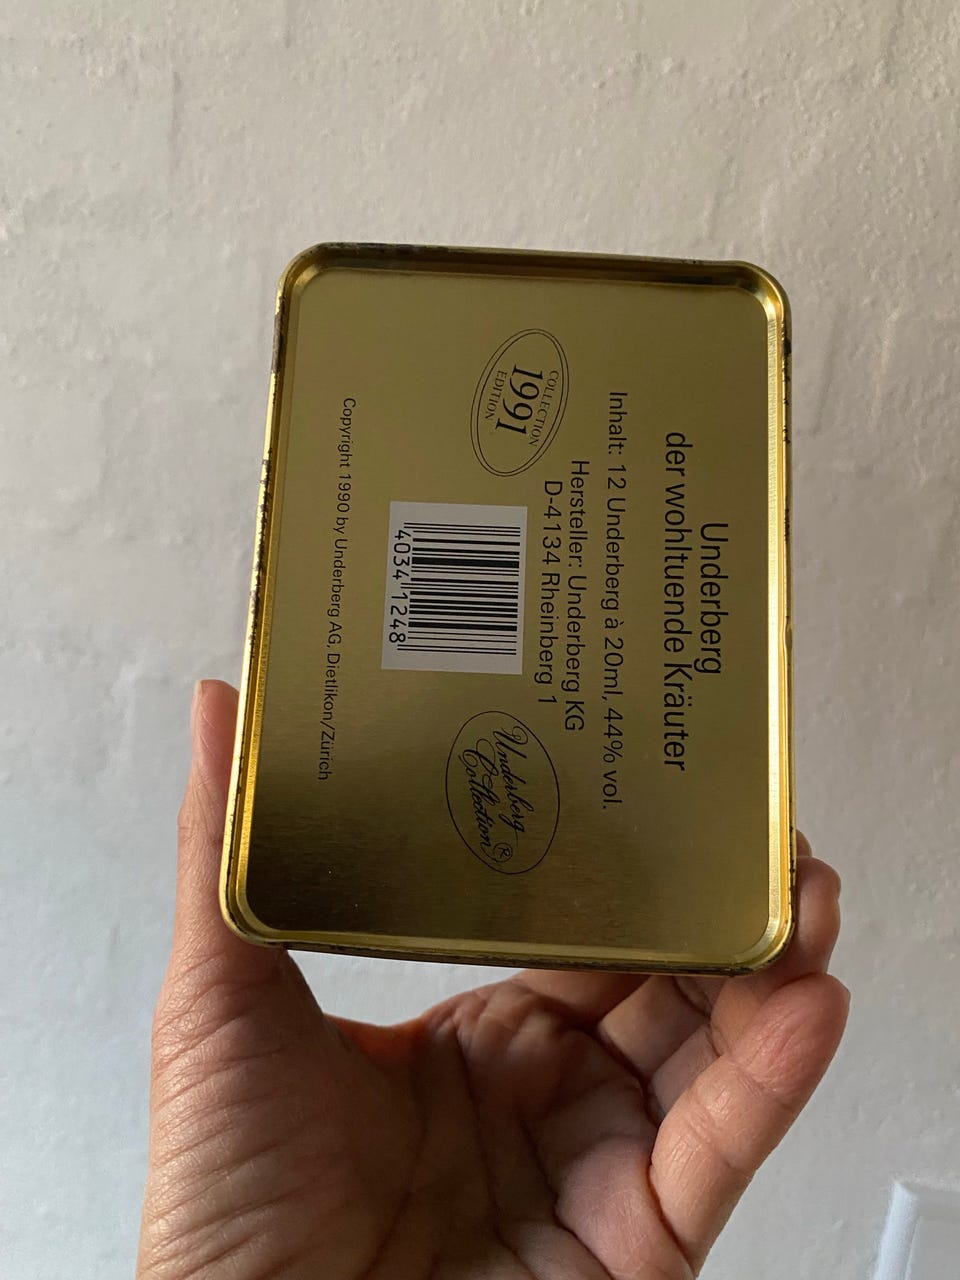 Underberg
der wohltuende Kräuter
Inhalt: 12 Underberg à 20ml, 44% vol.
Hersteller: Underberg KG
D-4134 Rheinberg 1
COLLECTION
1991
EDITION
4034 1248
Underberg
Collection ®
Copyright 1990 by Underberg AG, Dietlikon/Zürich